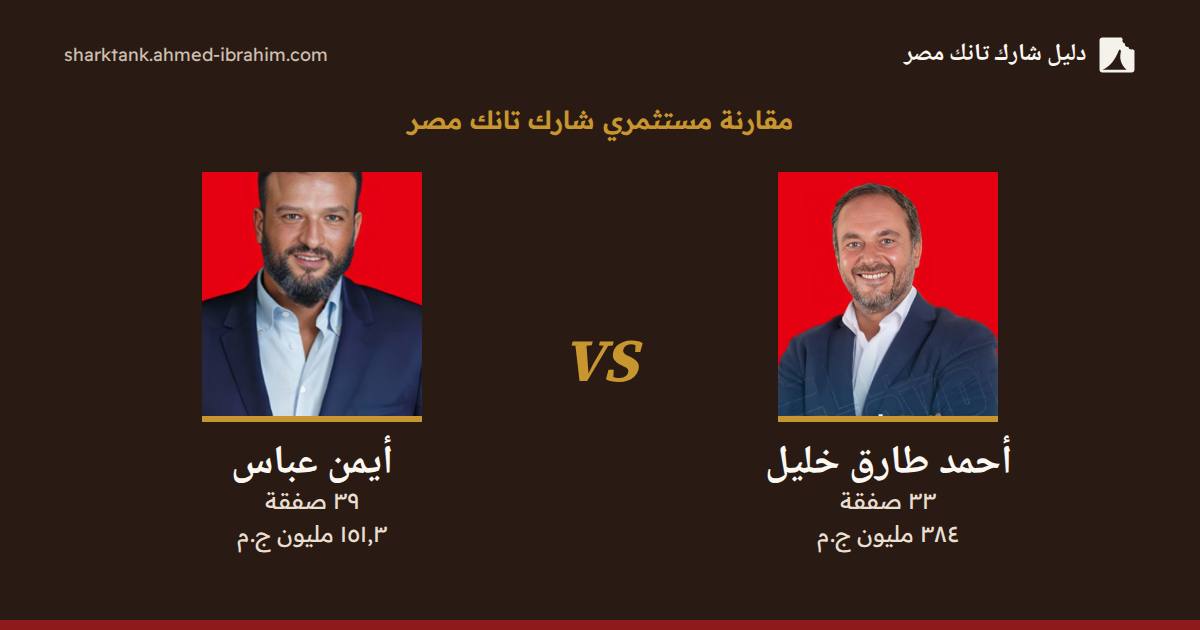 دليل شارك تانك مصر
sharktank.ahmed-ibrahim.com
مقارنة مستثمري شارك تانك مصر
VS
أحمد طارق خليل
٣٣ صفقة
٣٨٤ مليون ج.م
أيمن عباس
٣٩ صفقة
١٥١,٣ مليون ج.م